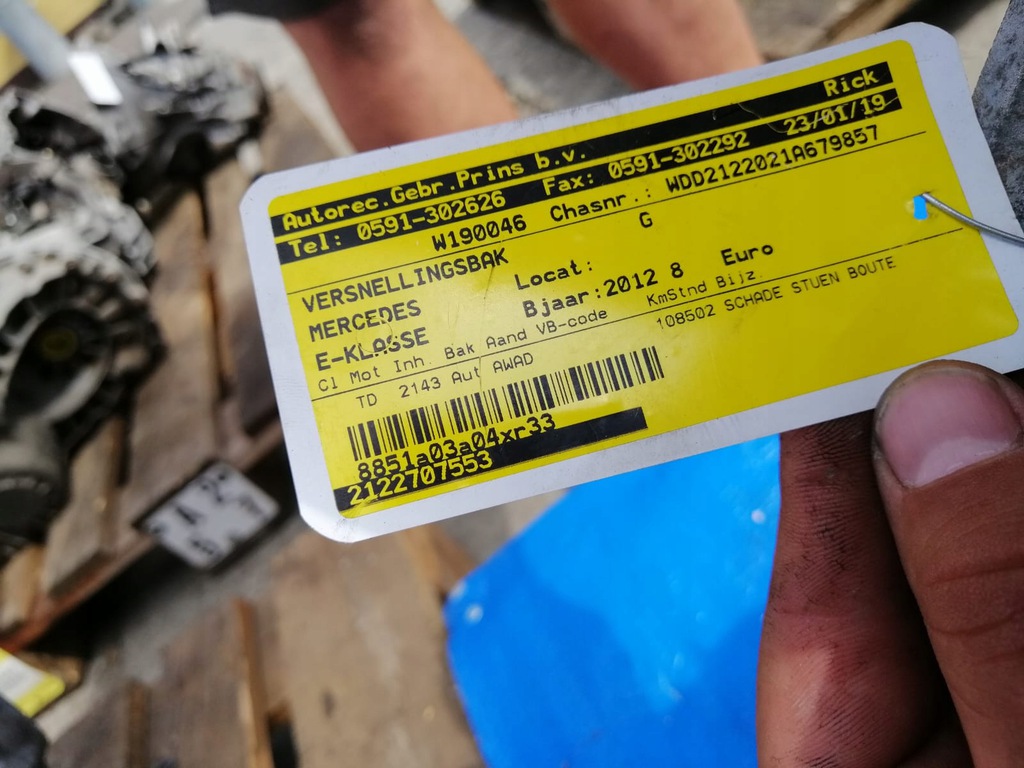 Rick
Autorec.Gebr.Prins b.v. 23/01/19
Tel: 0591-302626 Fax: 0591-302292
W190046 Chasnr.: WDD2122021A679857
VERSNELLINGSBAK G
MERCEDES Locat:
E-KLASSE Bjaar:2012 8 Euro
Cl Mot Inh. Bak Aand VB-code KmStnd Bijz.
TD 2143 Aut AWAD 108502 SCHADE STUEN BOUTE
8851a03a04xr33
2122707553